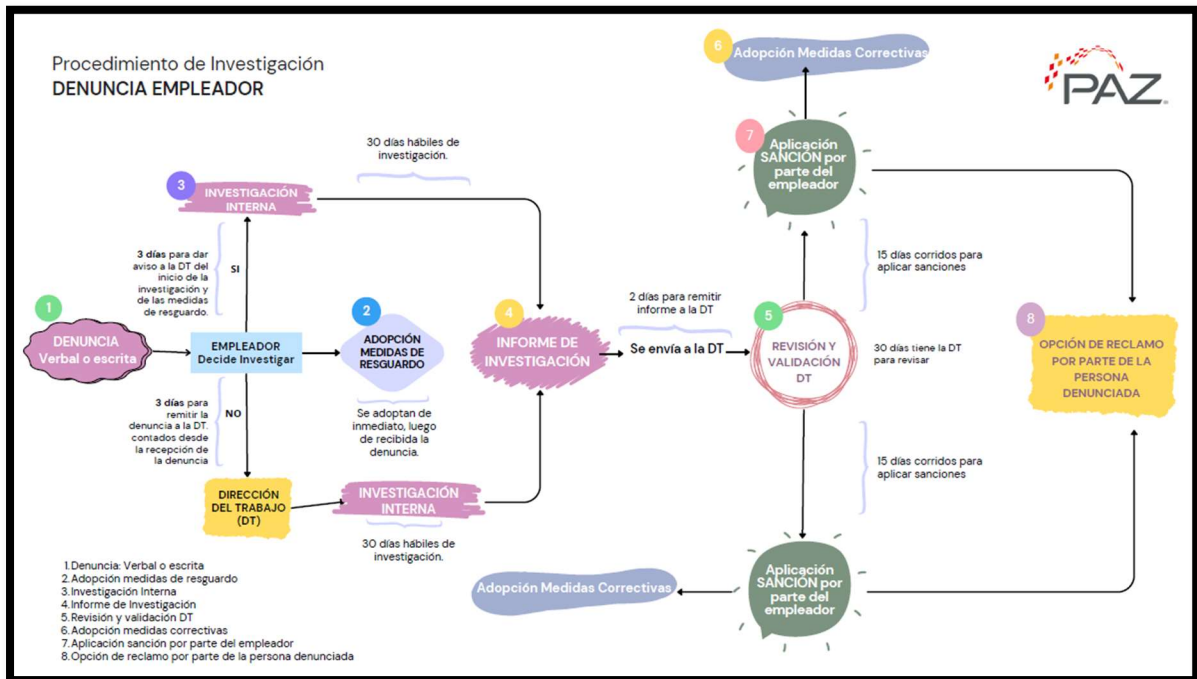 Procedimiento de Investigación
DENUNCIA EMPLEADOR
6
Adopción Medidas Correctivas
PAZ
7
Aplicación
SANCIÓN por
parte del
empleador
30 días hábiles de
investigación.
3
INVESTIGACIÓN
INTERNA
3 días para dar
aviso a la DT del
inicio de la
investigación y
de las medidas
de resguardo.
SI
15 días corridos para
aplicar sanciones
1
DENUNCIA
Verbal o escrita
EMPLEADOR
Decide Investigar
2
ADOPCIÓN
MEDIDAS DE
RESGUARDO
4
INFORME DE
INVESTIGACIÓN
2 días para remitir
informe a la DT
Se envía a la DT
5
REVISIÓN Y
VALIDACIÓN
DT
30 días tiene la DT
para revisar
8
OPCIÓN DE RECLAMO
POR PARTE DE LA
PERSONA
DENUNCIADA
3 días para
remitir la
denuncia a la DT.
contados desde
la recepción de
la denuncia
NO
Se adoptan de
inmediato, luego
de recibida la
denuncia.
15 días corridos para
aplicar sanciones
DIRECCIÓN
DEL TRABAJO
(DT)
INVESTIGACIÓN
INTERNA
30 días hábiles de
investigación.
Aplicación
SANCIÓN por
parte del
empleador
Adopción Medidas Correctivas
1.Denuncia: Verbal o escrita
2.Adopción medidas de resguardo
3.Investigación Interna
4.Informe de Investigación
5.Revisión y validación DT
6.Adopción medidas correctivas
7.Aplicación sanción por parte del empleador
8.Opción de reclamo por parte de la persona denunciada